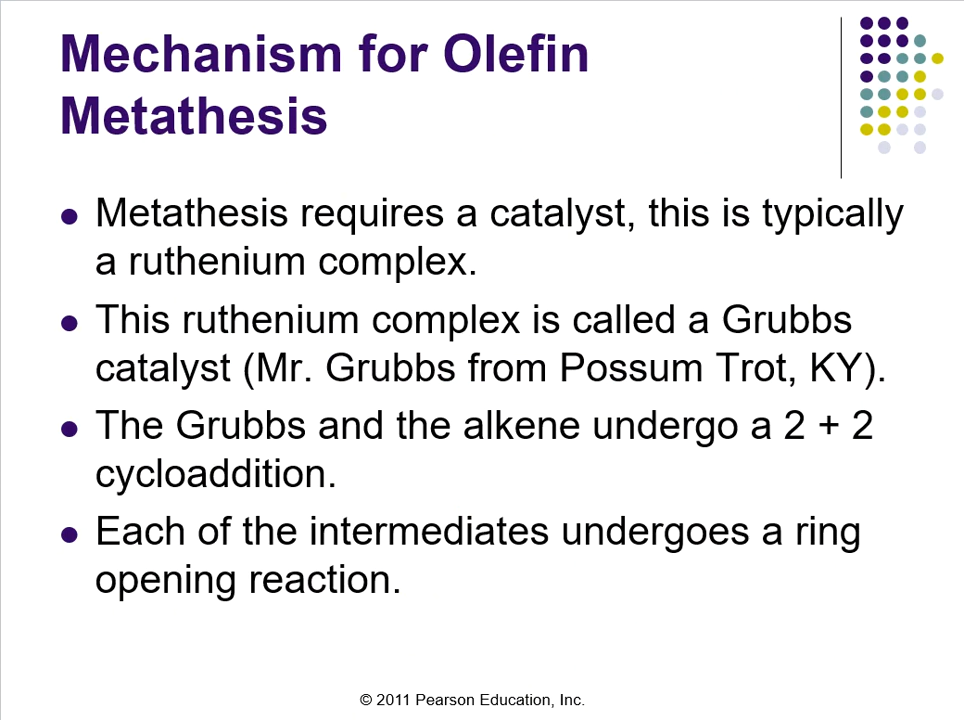 Mechanism for Olefin
Metathesis
Metathesis requires a catalyst, this is typically
a ruthenium complex.
This ruthenium complex is called a Grubbs
catalyst (Mr. Grubbs from Possum Trot, KY).
The Grubbs and the alkene undergo a 2 + 2
cycloaddition.
Each of the intermediates undergoes a ring
opening reaction.
© 2011 Pearson Education, Inc.